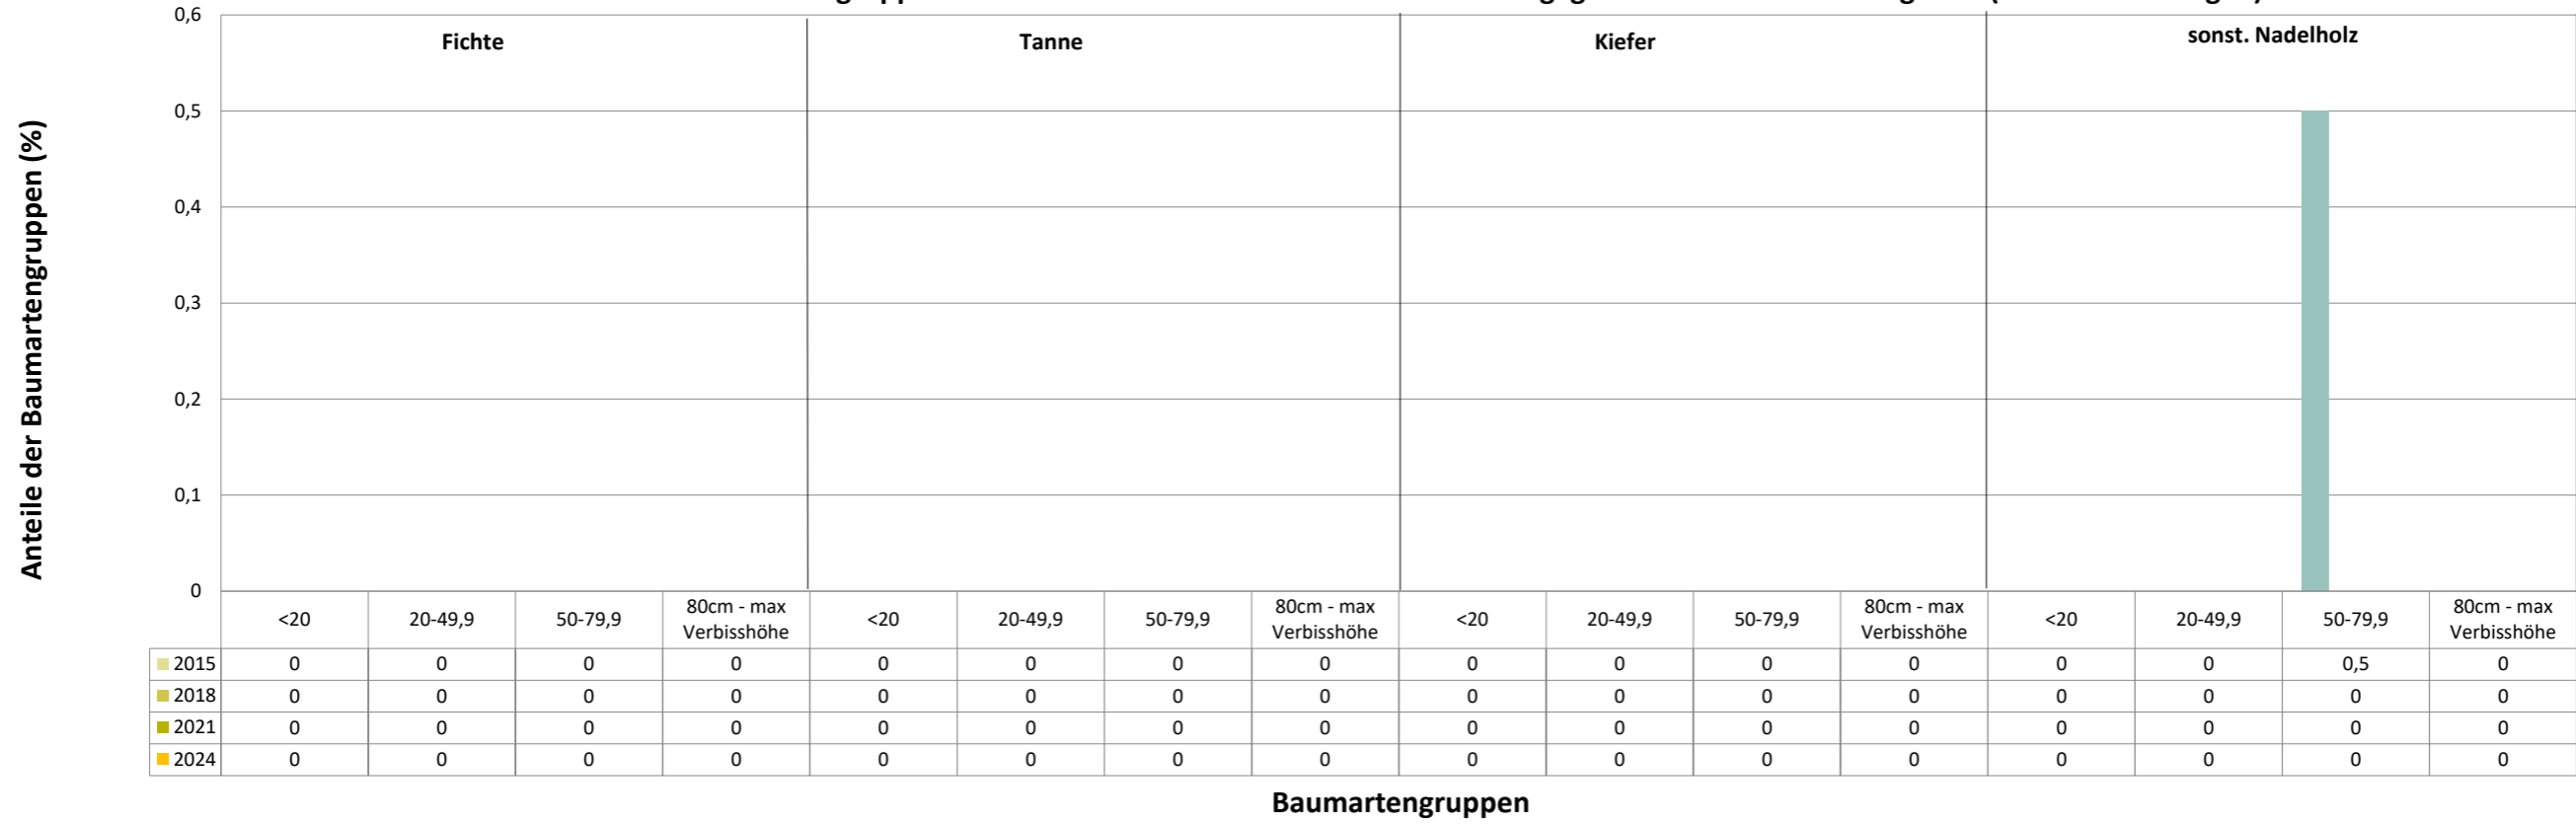 0,6
Fichte Tanne Kiefer sonst. Nadelholz
0,5
0,4
0,3
0,2
0,1
0
Anteile der Baumartengruppen (%)
<20 20-49,9 50-79,9 80cm - max Verbisshöhe <20 20-49,9 50-79,9 80cm - max Verbisshöhe <20 20-49,9 50-79,9 80cm - max Verbisshöhe <20 20-49,9 50-79,9 80cm - max Verbisshöhe
2015 0 0 0 0 0 0 0 0 0 0 0 0 0 0 0,5 0
2018 0 0 0 0 0 0 0 0 0 0 0 0 0 0 0 0
2021 0 0 0 0 0 0 0 0 0 0 0 0 0 0 0 0
2024 0 0 0 0 0 0 0 0 0 0 0 0 0 0 0 0
Baumartengruppen